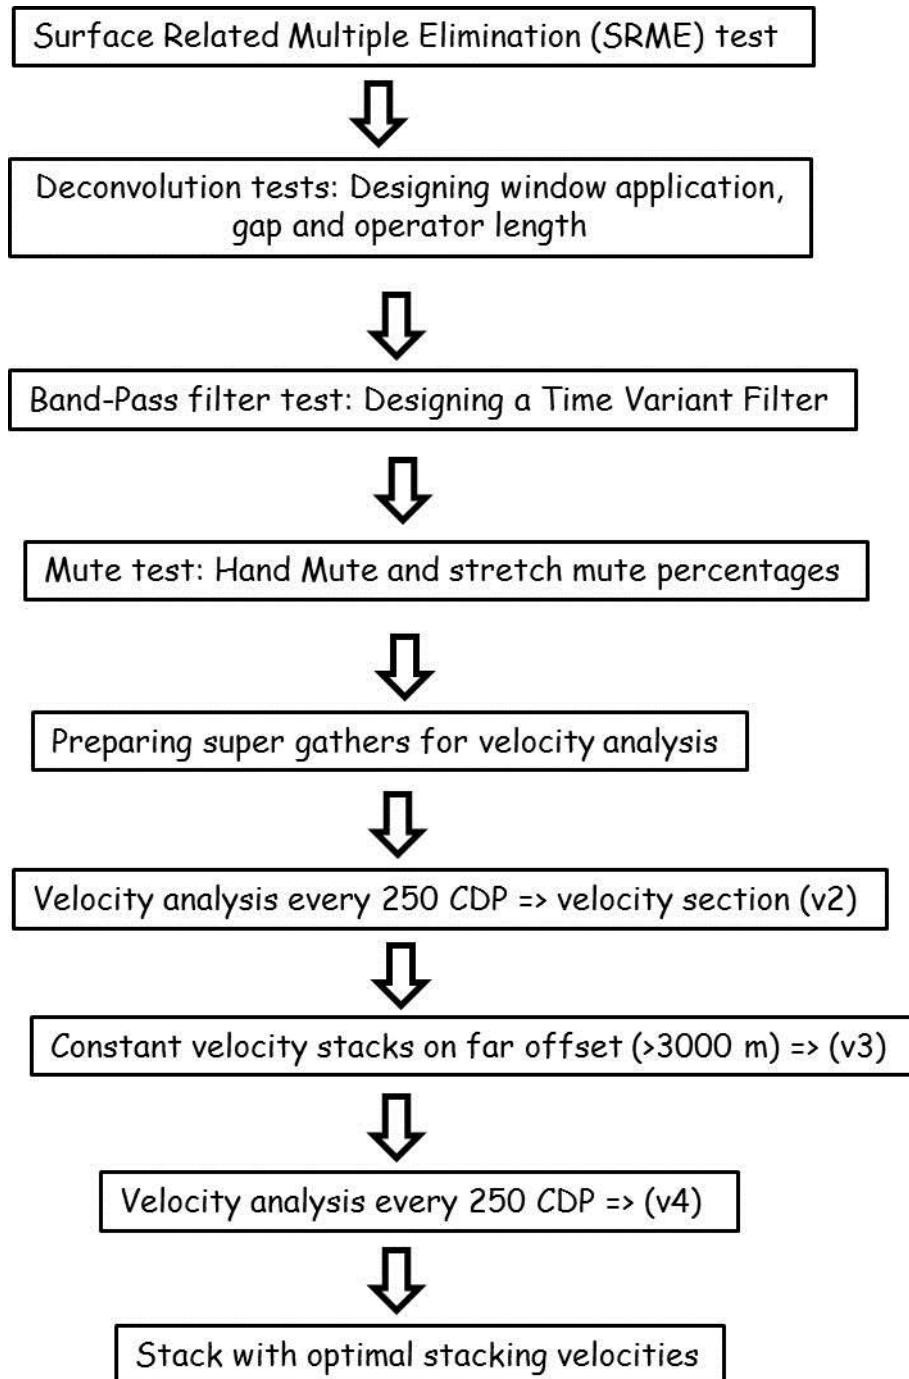 Surface Related Multiple Elimination (SRME) test
Deconvolution tests: Designing window application,
gap and operator length
Band-Pass filter test: Designing a Time Variant Filter
Mute test: Hand Mute and stretch mute percentages
Preparing super gathers for velocity analysis
Velocity analysis every 250 CDP => velocity section (v2)
Constant velocity stacks on far offset (>3000 m) => (v3)
Velocity analysis every 250 CDP => (v4)
Stack with optimal stacking velocities